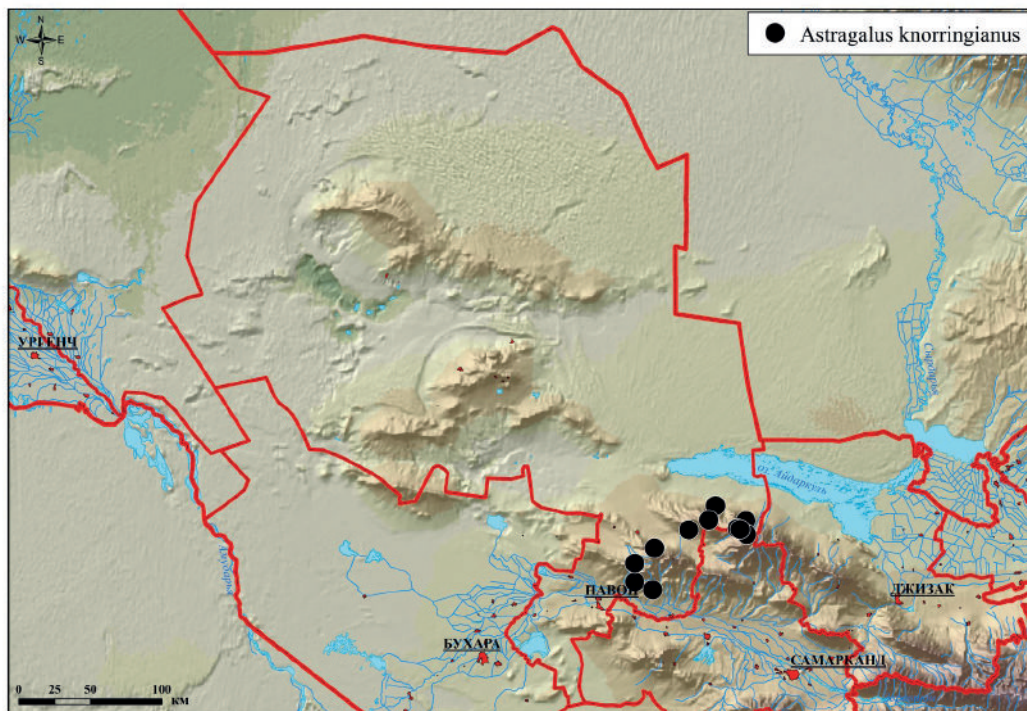 N
W E
S
Astragalus knorringianus
УРГЕНЧ
Сырдарья
оз. Айдаркуль
Амударья
НАВОИ
ДЖИЗАК
БУХАРА
САМАРКАНД
0 25 50 100
КМ